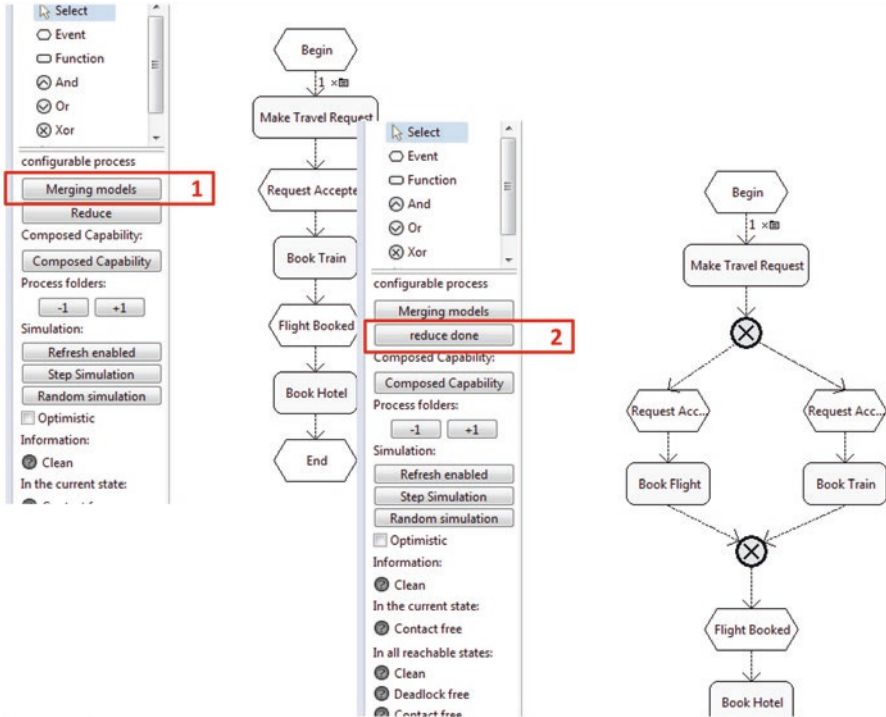 Select
Event
Function
And
Or
Xor
configurable process
Merging models
1
Reduce
Composed Capability:
Composed Capability
Process folders:
-1 +1
Simulation:
Refresh enabled
Step Simulation
Random simulation
Optimistic
Information:
Clean
In the current state:
Begin
1 ×
Make Travel Request
Request Accepte
Book Train
Flight Booked
Book Hotel
End
Select
Event
Function
And
Or
Xor
configurable process
Merging models
reduce done
2
Composed Capability:
Composed Capability
Process folders:
-1 +1
Simulation:
Refresh enabled
Step Simulation
Random simulation
Optimistic
Information:
Clean
In the current state:
Contact free
In all reachable states:
Clean
Deadlock free
Contact free
Begin
1 ×
Make Travel Request
Request Acc...
Request Acc...
Book Flight
Book Train
Flight Booked
Book Hotel